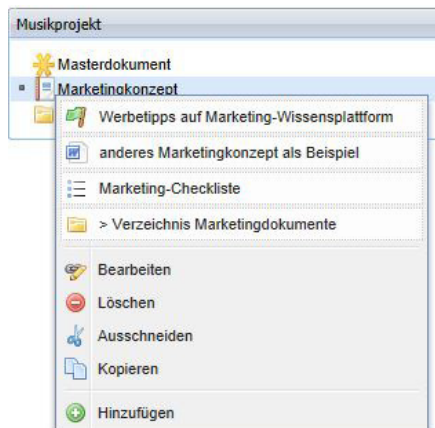 Musikprojekt
Masterdokument
Marketingkonzept
Werbetipps auf Marketing-Wissensplattform
anderes Marketingkonzept als Beispiel
Marketing-Checkliste
> Verzeichnis Marketingdokumente
Bearbeiten
Löschen
Ausschneiden
Kopieren
Hinzufügen